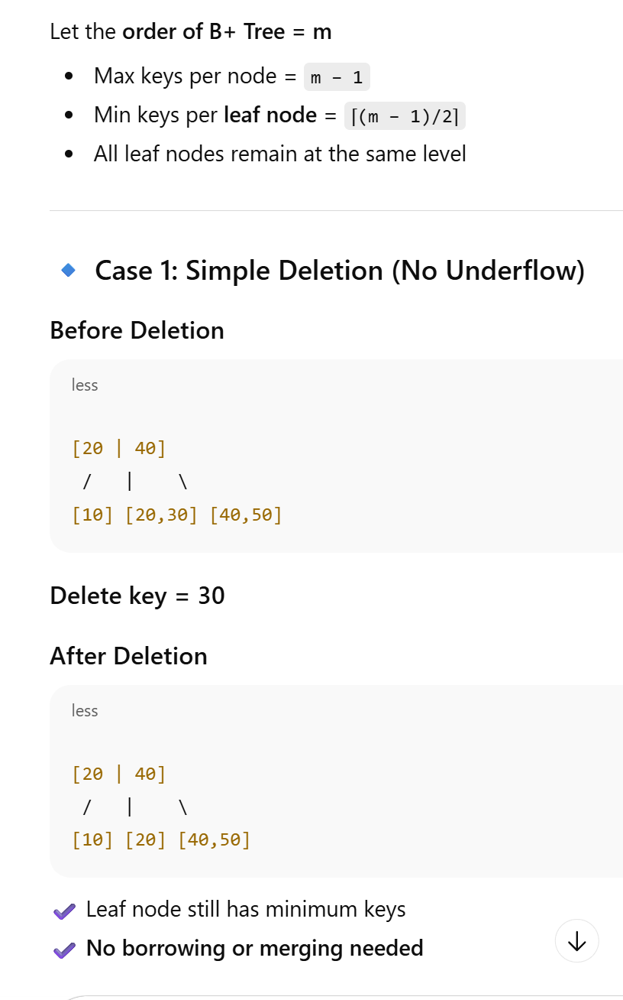 Let the order of B+ Tree = m
• Max keys per node = m − 1
• Min keys per leaf node = ⌈(m − 1)/2⌉
• All leaf nodes remain at the same level
Case 1: Simple Deletion (No Underflow)
Before Deletion
less
[20 | 40]
/ | \
[10] [20,30] [40,50]
Delete key = 30
After Deletion
less
[20 | 40]
/ | \
[10] [20] [40,50]
✔ Leaf node still has minimum keys
✔ No borrowing or merging needed